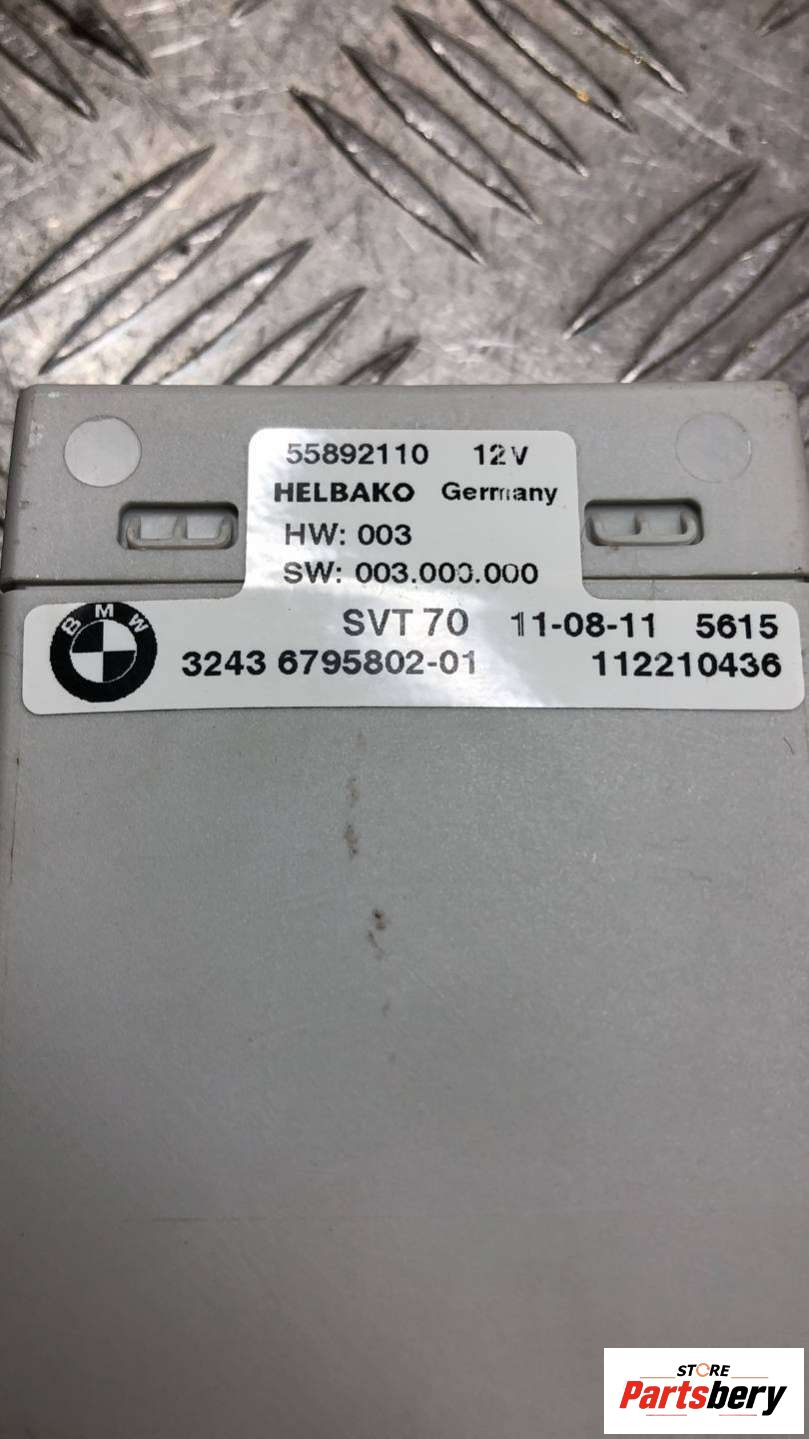 55892110 12V
HELBAKO Germany
HW: 003
SW: 003.000.000
BMW
SVT 70 11-08-11 5615
3243 6795802-01 112210436
STORE
Partsbery